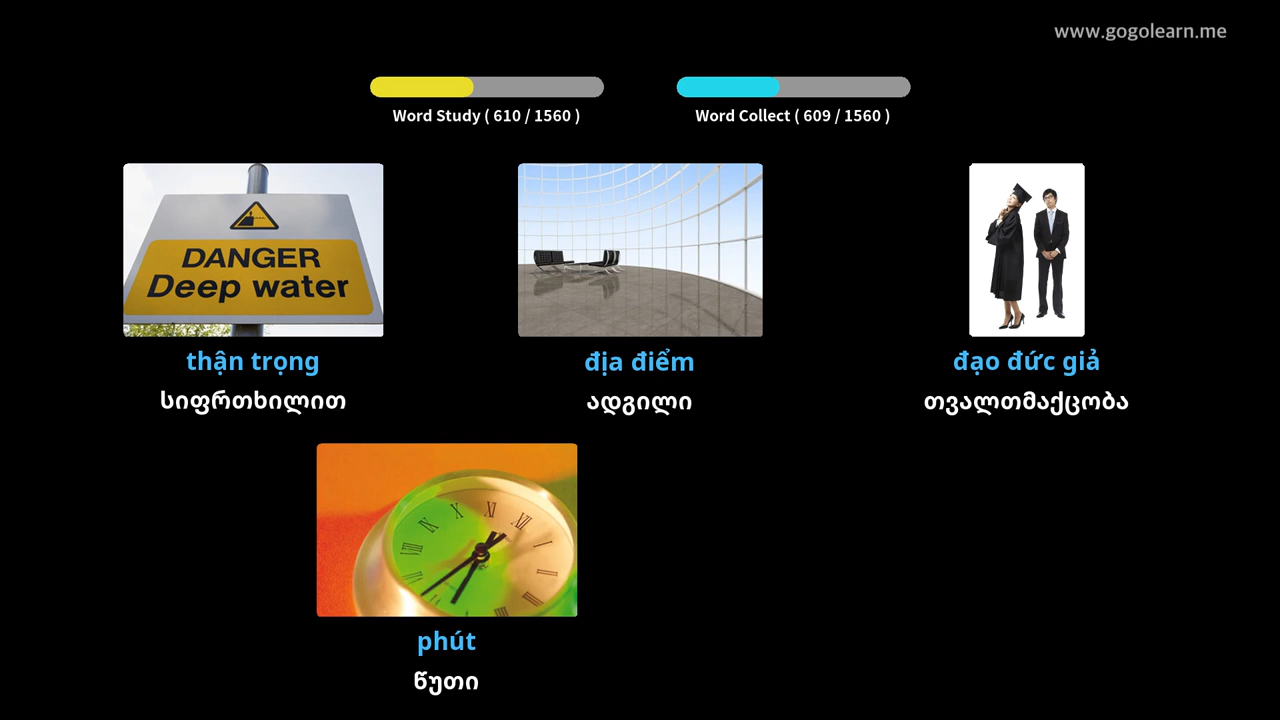 www.gogolearn.me
Word Study ( 610 / 1560 )
Word Collect ( 609 / 1560 )
DANGER
Deep water
thận trọng
სიფრთხილით
địa điểm
ადგილი
đạo đức giả
თვალთმაქცობა
phút
წუთი